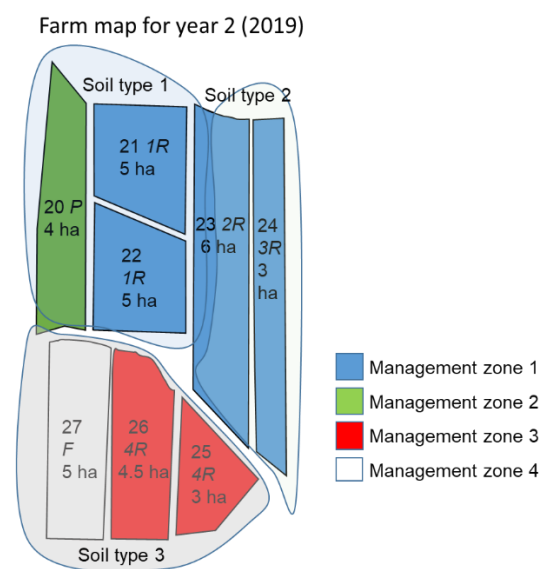 Farm map for year 2 (2019)
Soil type 1
Soil type 2
21 1R
5 ha
20 P
4 ha
22
1R
5 ha
23 2R
6 ha
24
3R
3
ha
27
F
5 ha
26
4R
4.5 ha
25
4R
3 ha
Soil type 3
Management zone 1
Management zone 2
Management zone 3
Management zone 4